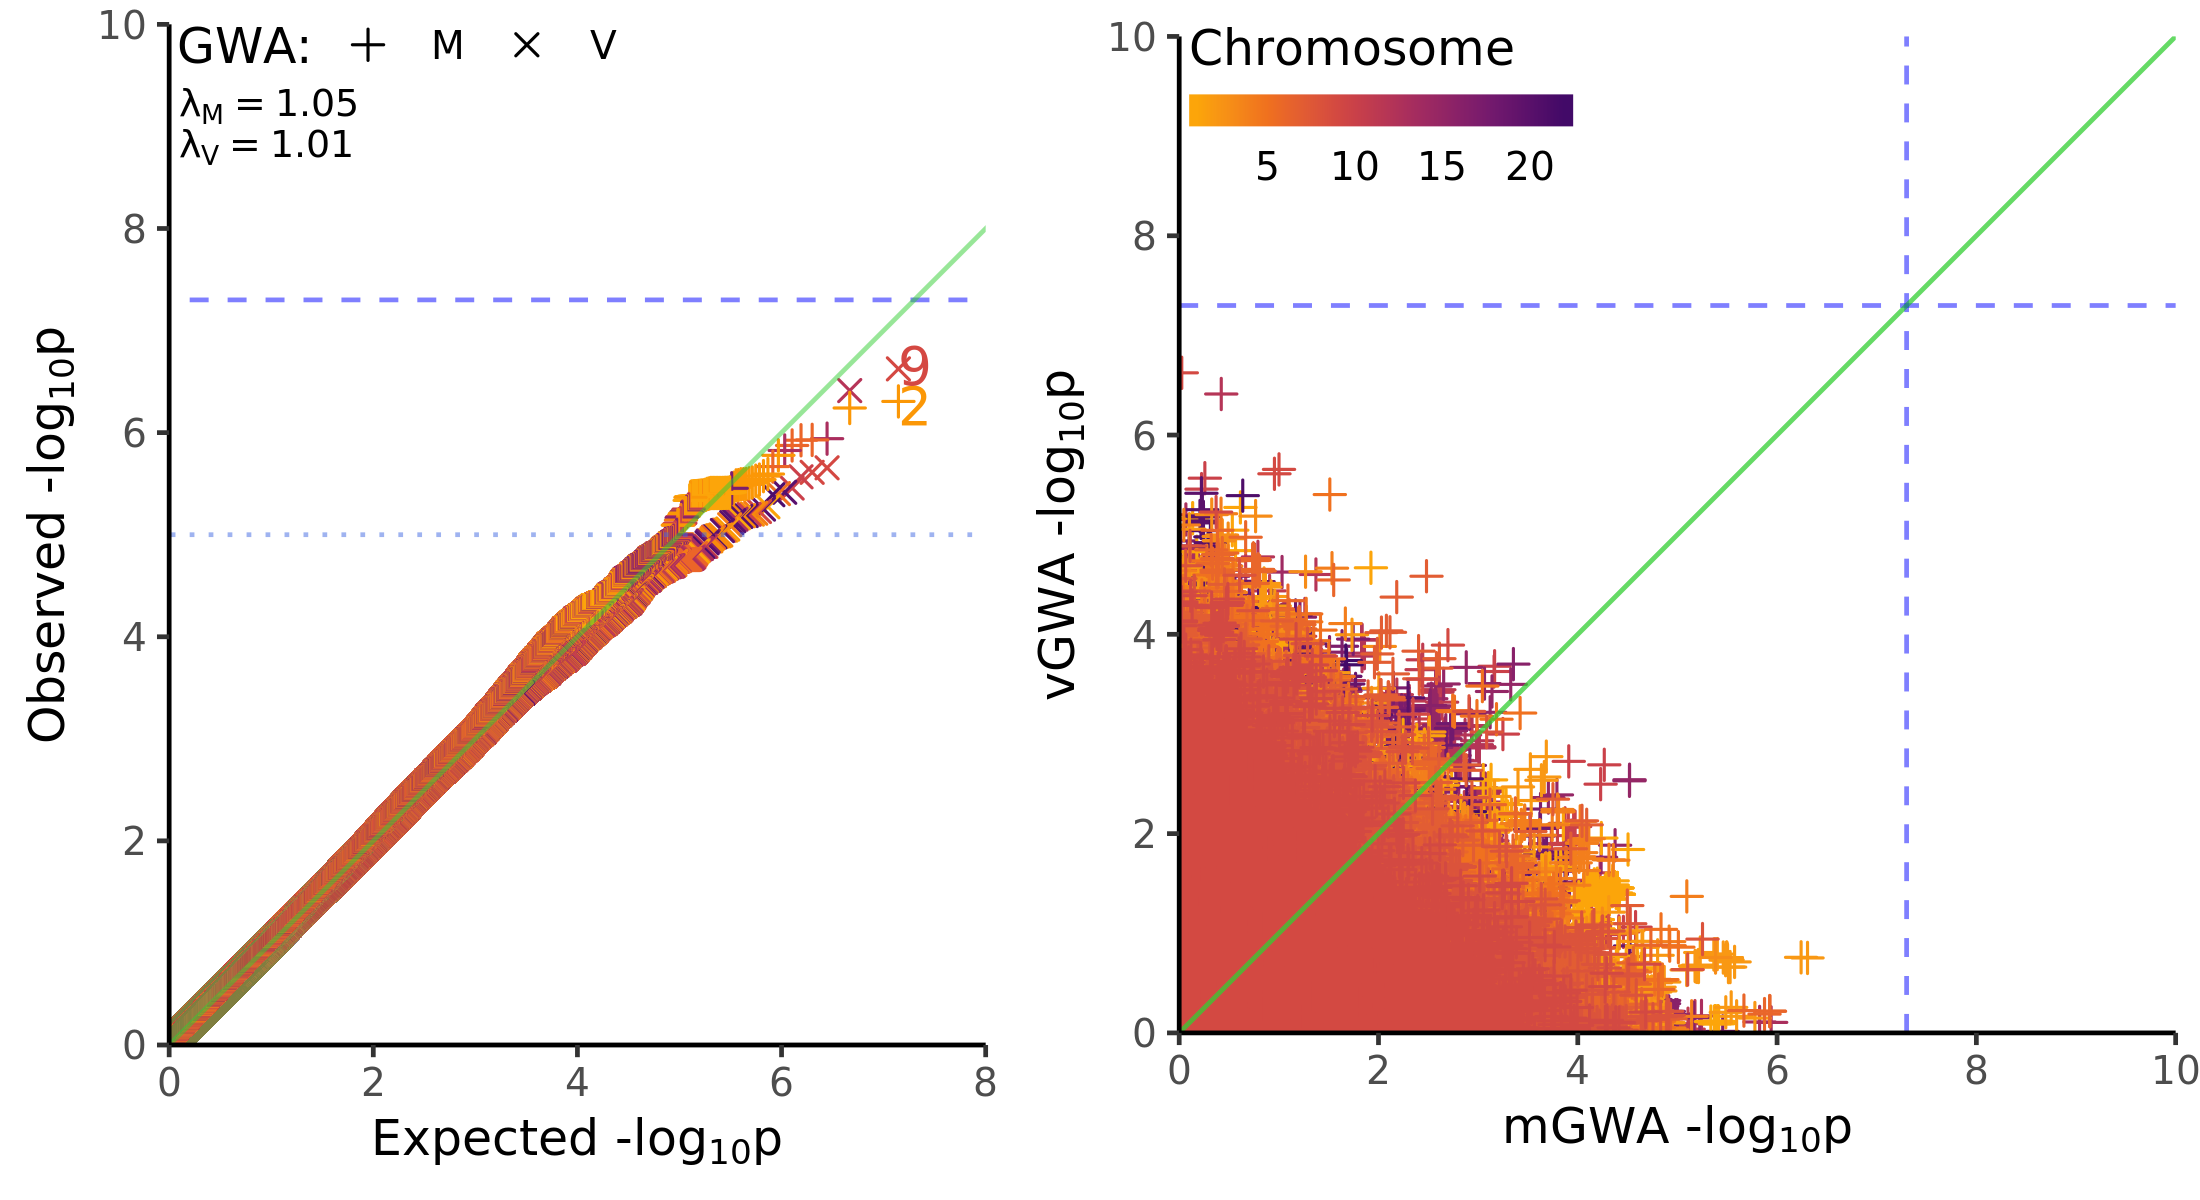 10
GWA: + M × V
λM = 1.05
λV = 1.01
8
6
4
2
0
9
2
0 2 4 6 8
Expected -log10p
Observed -log10p
10
Chromosome
5 10 15 20
8
6
4
2
0
0 2 4 6 8 10
mGWA -log10p
vGWA -log10p